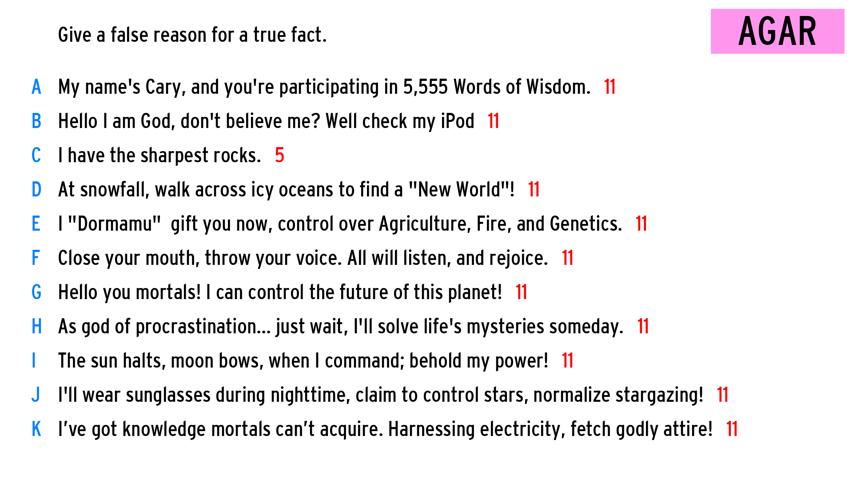 Give a false reason for a true fact.
AGAR
A My name's Cary, and you're participating in 5,555 Words of Wisdom. 11
B Hello I am God, don't believe me? Well check my iPod 11
C I have the sharpest rocks. 5
D At snowfall, walk across icy oceans to find a "New World"! 11
E I "Dormamu" gift you now, control over Agriculture, Fire, and Genetics. 11
F Close your mouth, throw your voice. All will listen, and rejoice. 11
G Hello you mortals! I can control the future of this planet! 11
H As god of procrastination... just wait, I'll solve life's mysteries someday. 11
I The sun halts, moon bows, when I command; behold my power! 11
J I'll wear sunglasses during nighttime, claim to control stars, normalize stargazing! 11
K I’ve got knowledge mortals can’t acquire. Harnessing electricity, fetch godly attire! 11